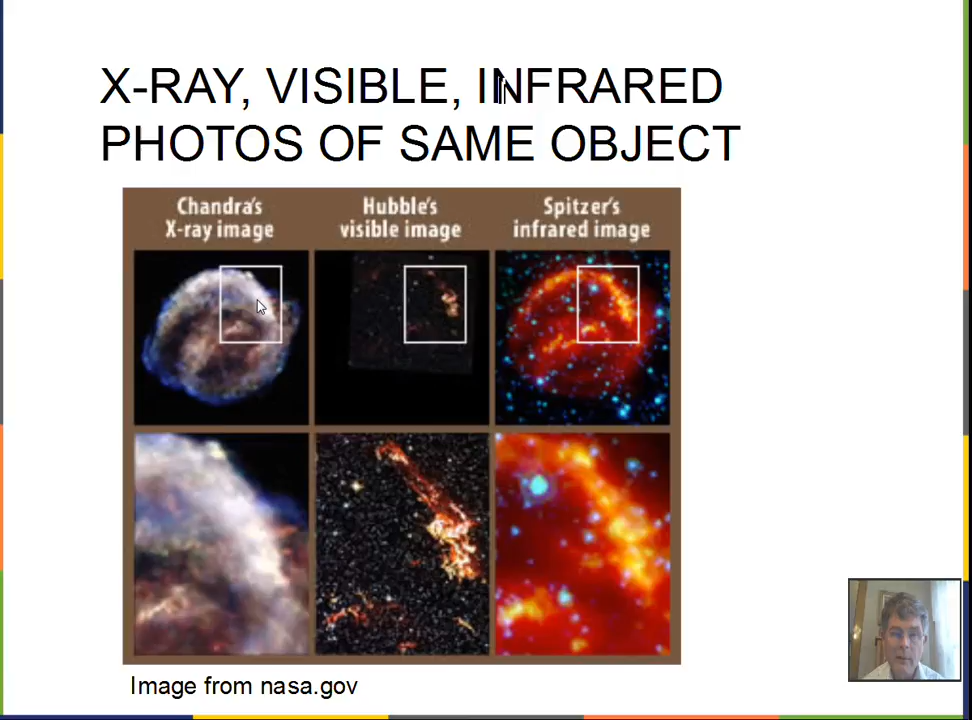 X-RAY, VISIBLE, INFRARED
PHOTOS OF SAME OBJECT
Chandra's
X-ray image
Hubble's
visible image
Spitzer's
infrared image
Image from nasa.gov